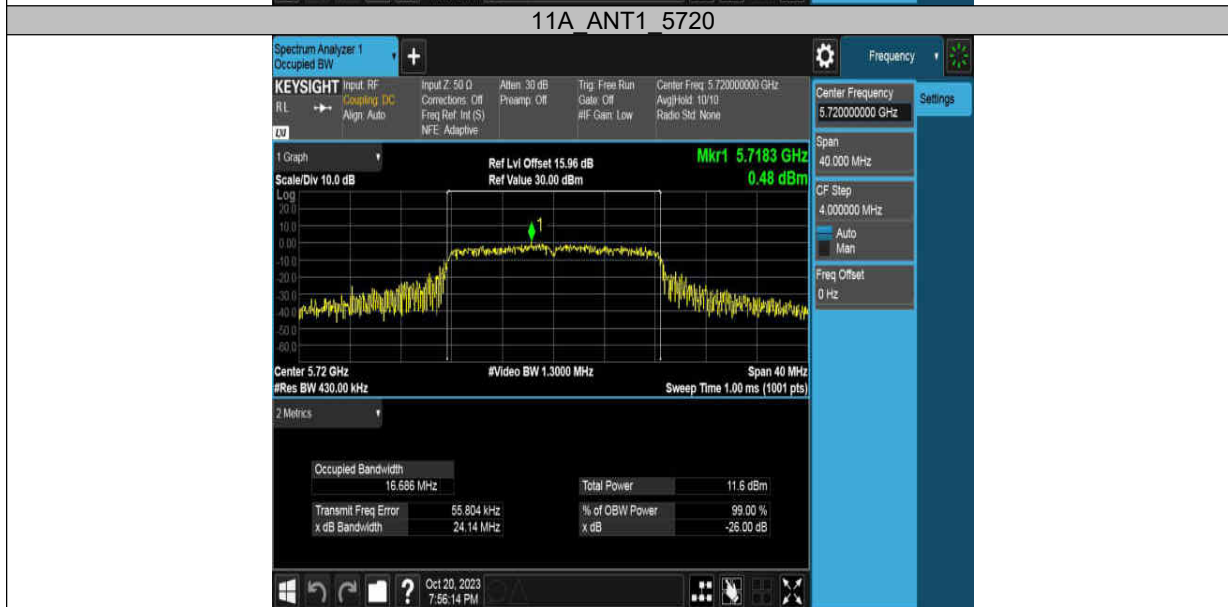 11A_ANT1_5720
Spectrum Analyzer 1
Occupied BW
+
Frequency
KEYSIGHT
RL
LXI
Input: RF
Coupling: DC
Align: Auto
Input Z: 50 Ω
Corrections: Off
Freq Ref: Int (S)
NFE: Adaptive
Atten: 30 dB
Preamp: Off
Trig: Free Run
Gate: Off
#IF Gain: Low
Center Freq: 5.720000000 GHz
Avg|Hold: 10/10
Radio Std: None
Center Frequency
5.720000000 GHz
Settings
Span
40.000 MHz
CF Step
4.000000 MHz
Auto
Man
Freq Offset
0 Hz
1 Graph
Scale/Div 10.0 dB
Ref Lvl Offset 15.96 dB
Ref Value 30.00 dBm
Mkr1 5.7183 GHz
0.48 dBm
Log
20.0
10.0
0.00
-10.0
-20.0
-30.0
-40.0
-50.0
-60.0
1
Center 5.72 GHz
#Video BW 1.3000 MHz
Span 40 MHz
#Res BW 430.00 kHz
Sweep Time 1.00 ms (1001 pts)
2 Metrics
Occupied Bandwidth
16.686 MHz
Total Power 11.6 dBm
Transmit Freq Error 55.804 kHz
% of OBW Power 99.00 %
x dB Bandwidth 24.14 MHz
x dB -26.00 dB
?
Oct 20, 2023
7:56:14 PM